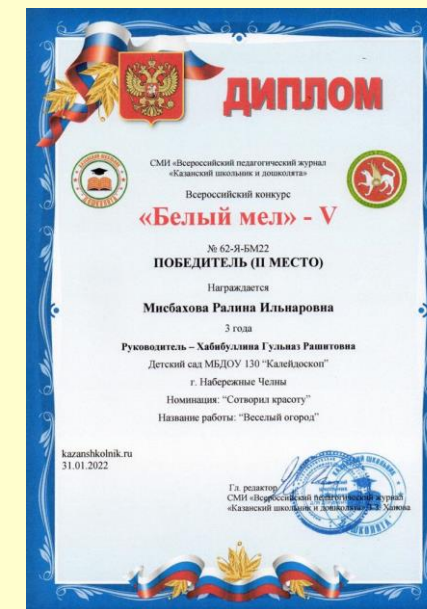 ДИПЛОМ
СМИ «Всероссийский педагогический журнал
«Казанский школьник и дошколята»
Всероссийский конкурс
«Белый мел» - V
№ 62-Я-БМ22
ПОБЕДИТЕЛЬ (II МЕСТО)
Награждается
Мисбахова Ралина Ильнаровна
3 года
Руководитель – Хабибуллина Гульназ Рашитовна
Детский сад МБДОУ 130 “Калейдоскоп”
г. Набережные Челны
Номинация: “Сотворил красоту”
Название работы: “Веселый огород”
kazanshkolnik.ru
31.01.2022
Гл. редактор
СМИ «Всероссийский педагогический журнал
«Казанский школьник и дошколята»